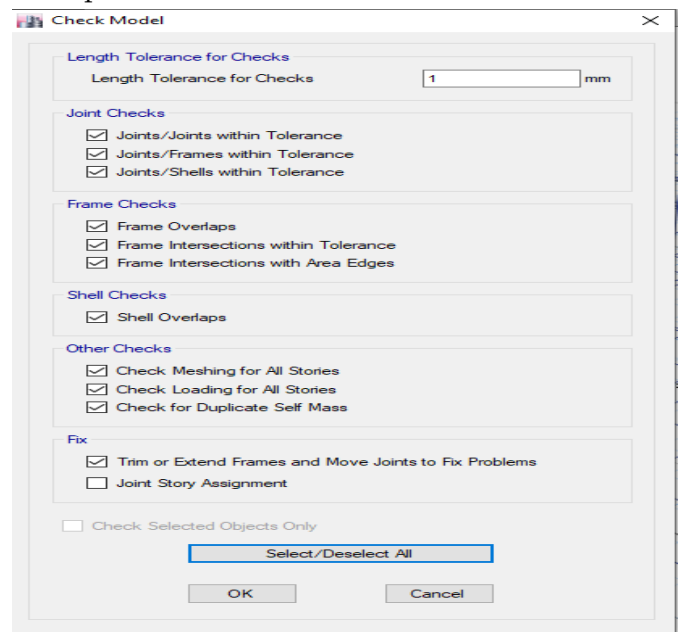 Check Model
Length Tolerance for Checks
Length Tolerance for Checks 1 mm
Joint Checks
Joints/Joints within Tolerance
Joints/Frames within Tolerance
Joints/Shells within Tolerance
Frame Checks
Frame Overlaps
Frame Intersections within Tolerance
Frame Intersections with Area Edges
Shell Checks
Shell Overlaps
Other Checks
Check Meshing for All Stories
Check Loading for All Stories
Check for Duplicate Self Mass
Fix
Trim or Extend Frames and Move Joints to Fix Problems
Joint Story Assignment
Check Selected Objects Only
Select/Deselect All
OK Cancel